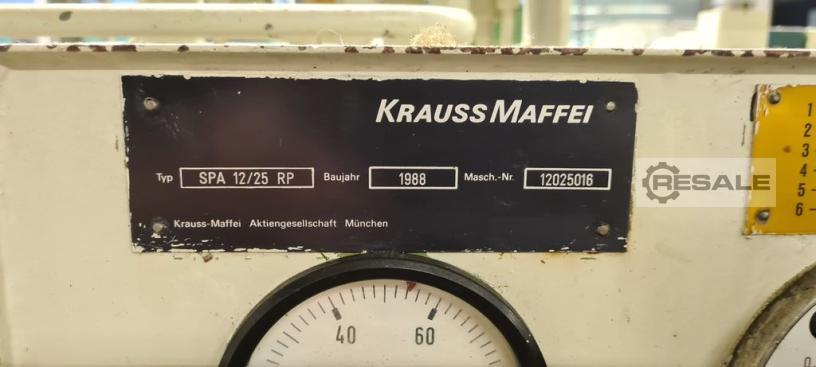 KRAUSS MAFFEI
Typ SPA 12/25 RP Baujahr 1988 Masch.-Nr. 12025016
Krauss-Maffei Aktiengesellschaft München
RESALE
1
2
3-
4-
5-
6-
40 60
0